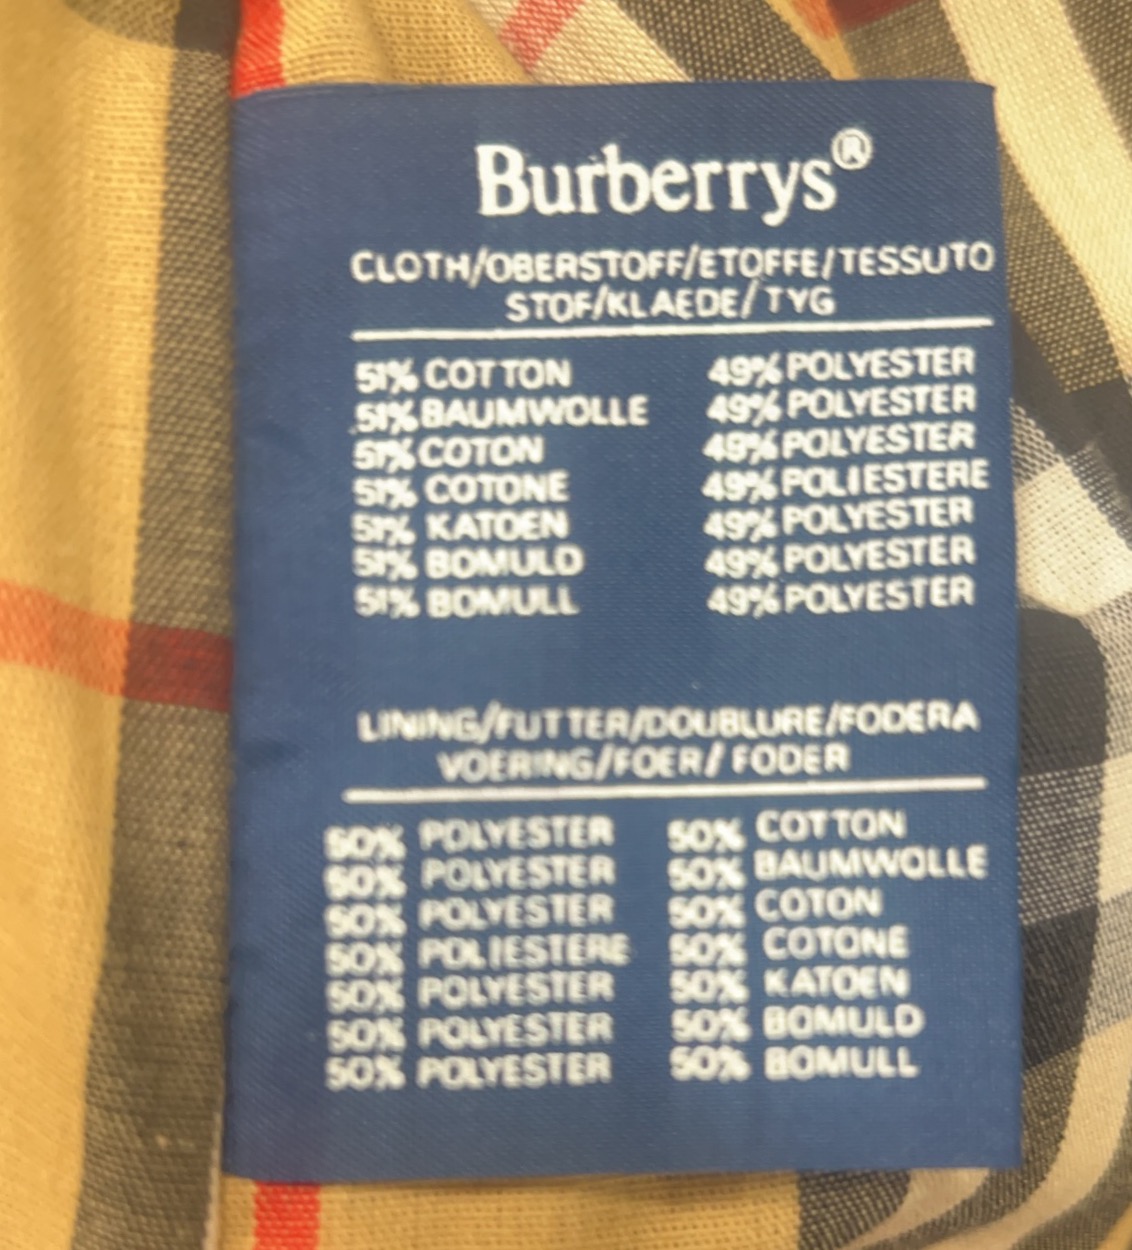 Burberrys®
CLOTH/OBERSTOFF/ETOFFE/TESSUTO
STOF/KLAEDE/TYG
51% COTTON 49% POLYESTER
51% BAUMWOLLE 49% POLYESTER
51% COTON 49% POLYESTER
51% COTONE 49% POLIESTERE
51% KATOEN 49% POLYESTER
51% BOMULD 49% POLYESTER
51% BOMULL 49% POLYESTER
LINING/FUTTER/DOUBLURE/FODERA
VOERING/FOER/FODER
50% POLYESTER 50% COTTON
50% POLYESTER 50% BAUMWOLLE
50% POLYESTER 50% COTON
50% POLIESTERE 50% COTONE
50% POLYESTER 50% KATOEN
50% POLYESTER 50% BOMULD
50% POLYESTER 50% BOMULL